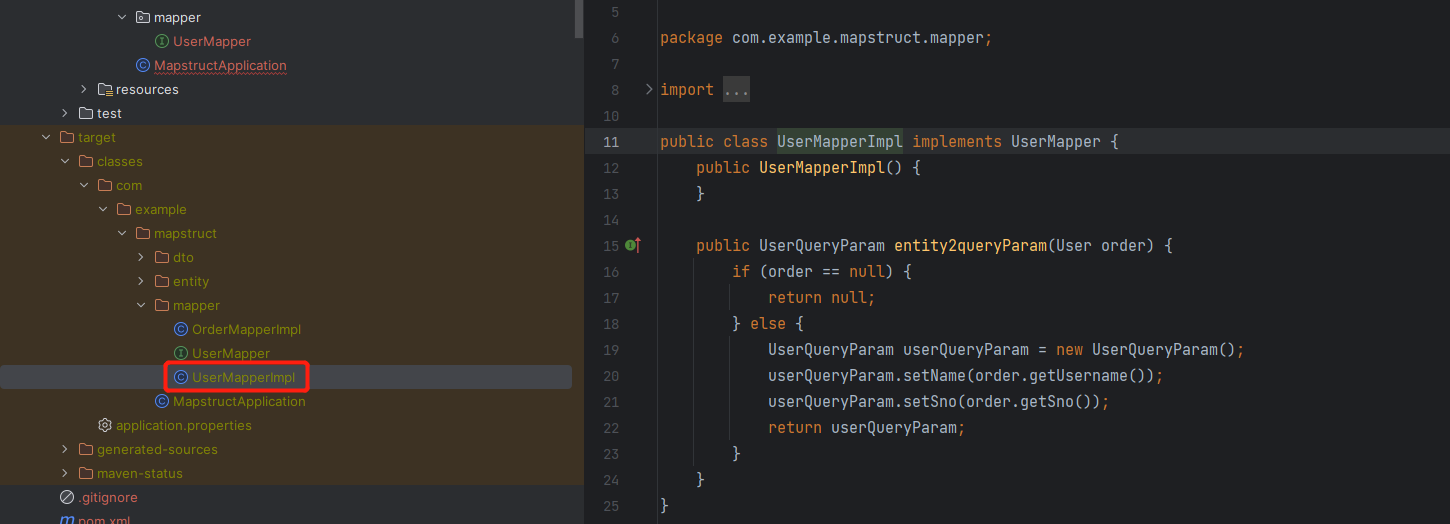 mapper
UserMapper
MapstructApplication
resources
test
target
classes
com
example
mapstruct
dto
entity
mapper
OrderMapperImpl
UserMapper
UserMapperImpl
MapstructApplication
application.properties
generated-sources
maven-status
.gitignore
pom.xml
5
6 package com.example.mapstruct.mapper;
7
8 import ...
10
11 public class UserMapperImpl implements UserMapper {
12 public UserMapperImpl() {
13 }
14
15 public UserQueryParam entity2queryParam(User order) {
16 if (order == null) {
17 return null;
18 } else {
19 UserQueryParam userQueryParam = new UserQueryParam();
20 userQueryParam.setName(order.getUsername());
21 userQueryParam.setSno(order.getSno());
22 return userQueryParam;
23 }
24 }
25 }